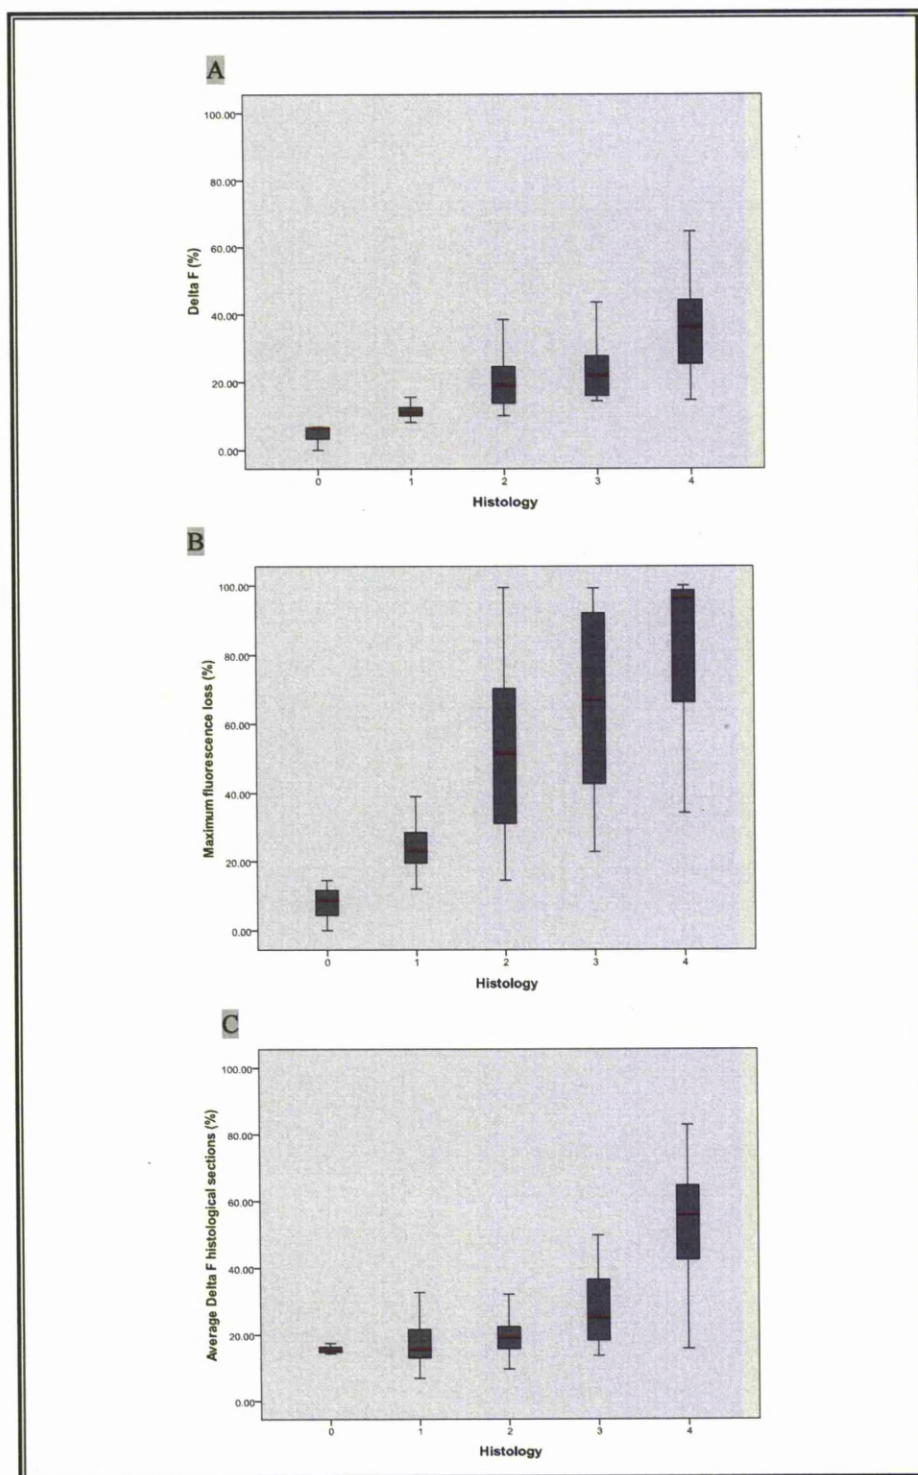 A
100.00
80.00
60.00
40.00
20.00
0.00
Delta F (%)
0 1 2 3 4
Histology
B
100.00
80.00
60.00
40.00
20.00
0.00
Maximum fluorescence loss (%)
0 1 2 3 4
Histology
C
100.00
80.00
60.00
40.00
20.00
0.00
Average Delta F histological sections (%)
0 1 2 3 4
Histology